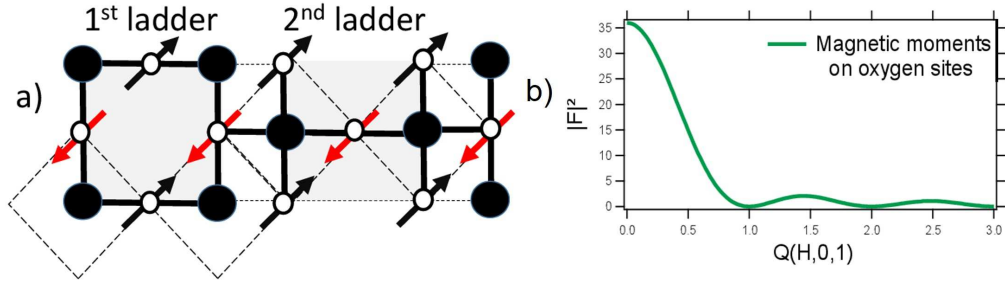 1st ladder
2nd ladder
a)
b)
35
30
25
20
15
10
5
0
|F|²
Magnetic moments
on oxygen sites
0.0 0.5 1.0 1.5 2.0 2.5 3.0
Q(H,0,1)